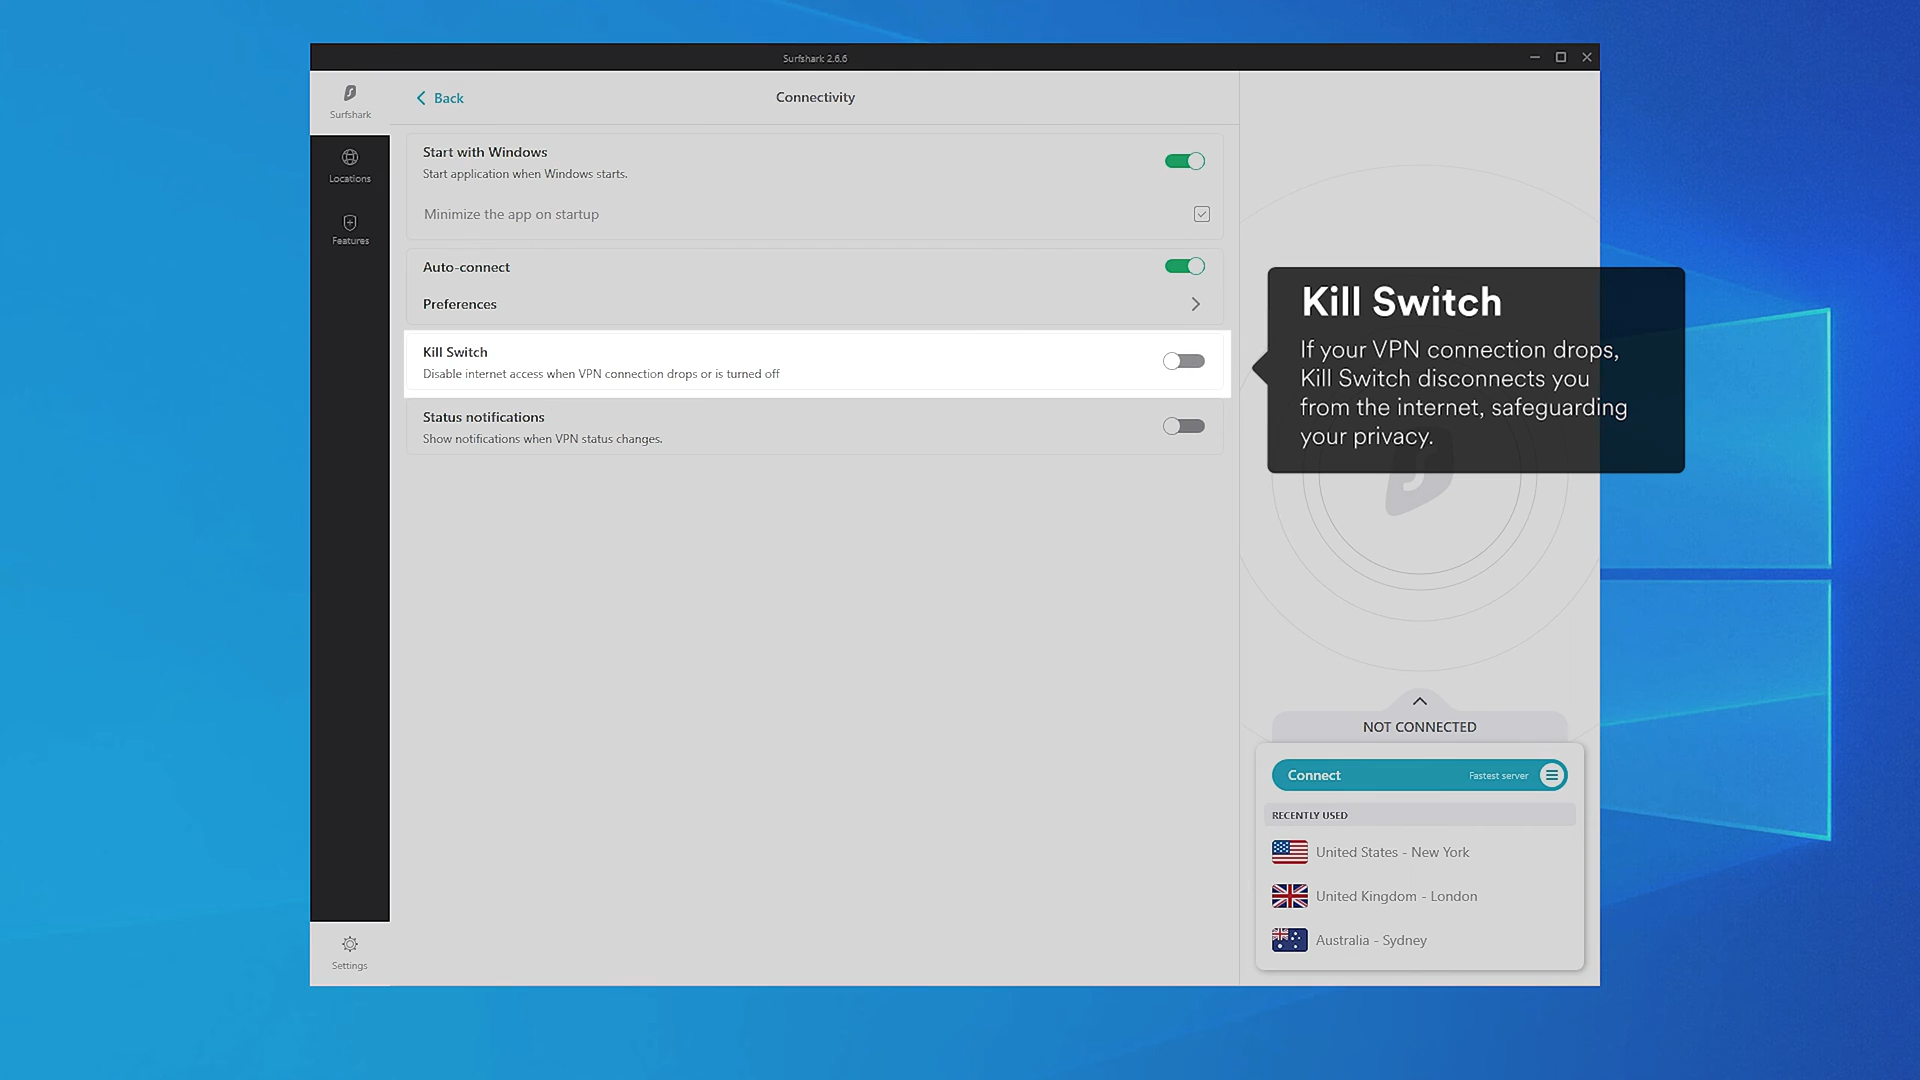 Surfshark 2.6.6
Surfshark
Locations
Features
Settings
Back
Connectivity
Start with Windows
Start application when Windows starts.
Minimize the app on startup
Auto-connect
Preferences
Kill Switch
Disable internet access when VPN connection drops or is turned off
Status notifications
Show notifications when VPN status changes.
Kill Switch
If your VPN connection drops,
Kill Switch disconnects you
from the internet, safeguarding
your privacy.
NOT CONNECTED
Connect Fastest server
RECENTLY USED
United States - New York
United Kingdom - London
Australia - Sydney